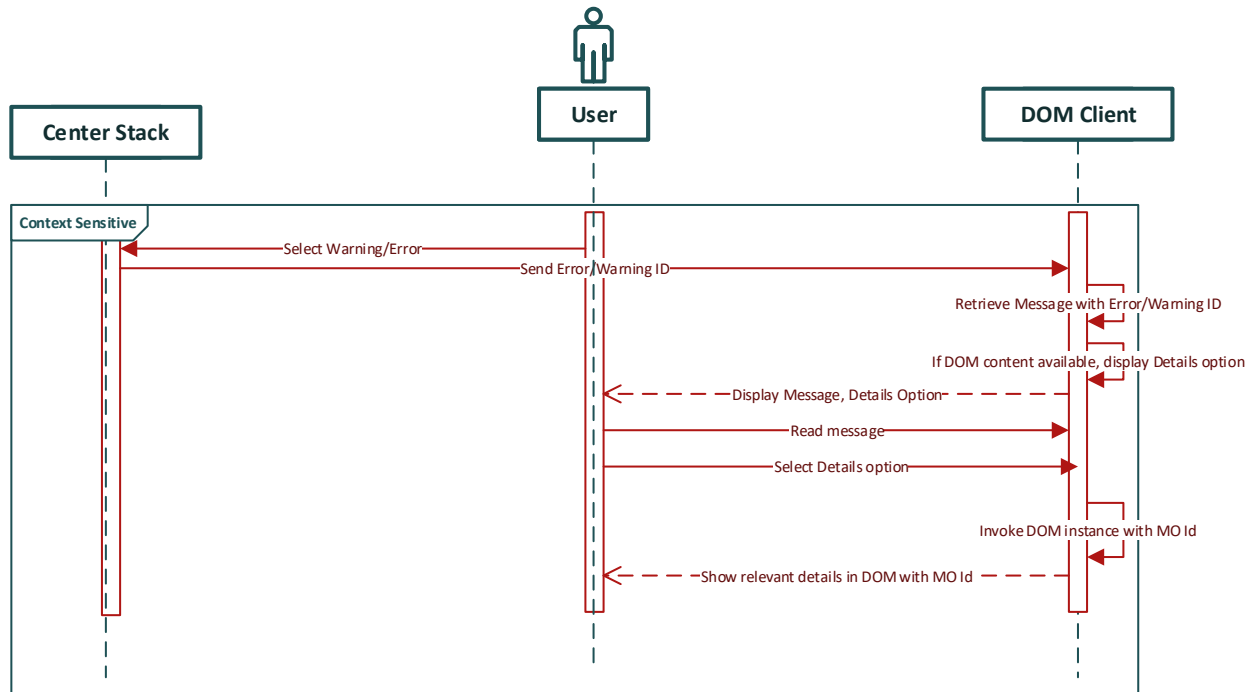 Center Stack
User
DOM Client
Context Sensitive
Select Warning/Error
Send Error/Warning ID
Retrieve Message with Error/Warning ID
If DOM content available, display Details option
Display Message, Details Option
Read message
Select Details option
Invoke DOM instance with MO Id
Show relevant details in DOM with MO Id